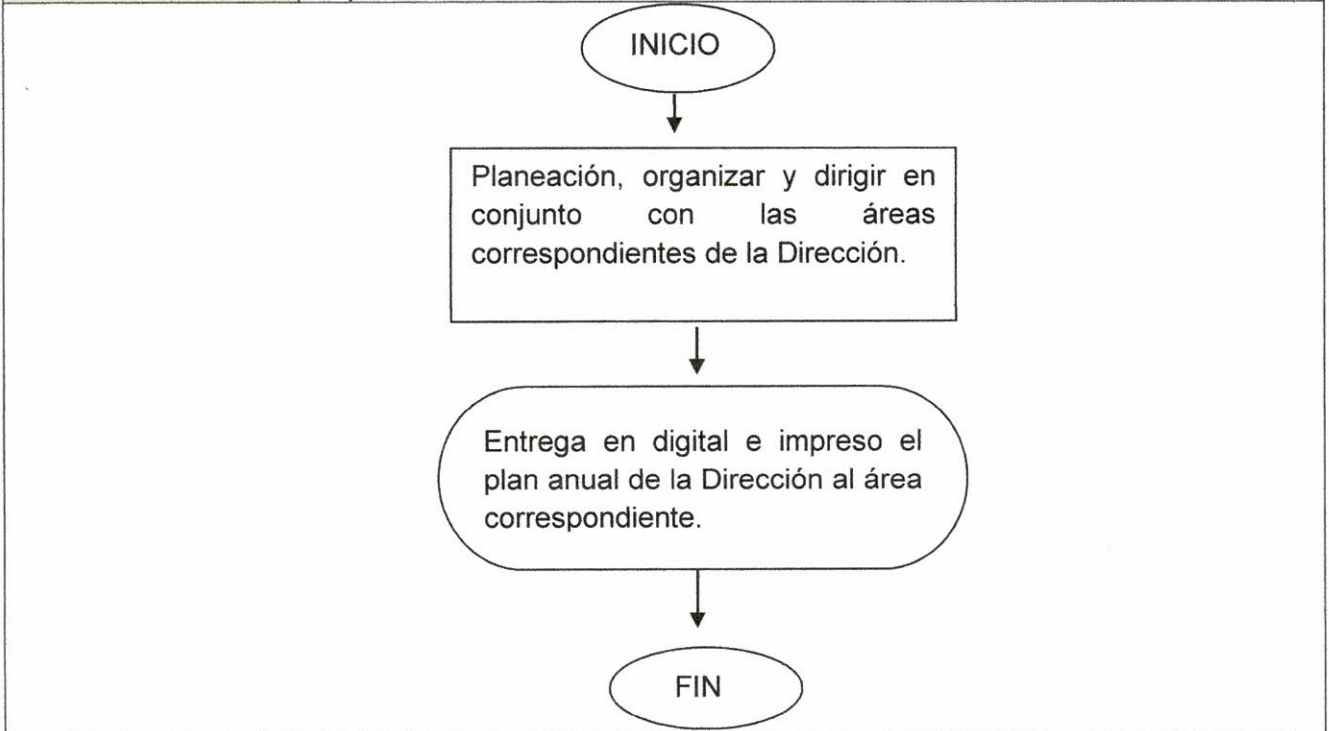 INICIO
Planeación, organizar y dirigir en
conjunto con las áreas
correspondientes de la Dirección.
Entrega en digital e impreso el
plan anual de la Dirección al área
correspondiente.
FIN